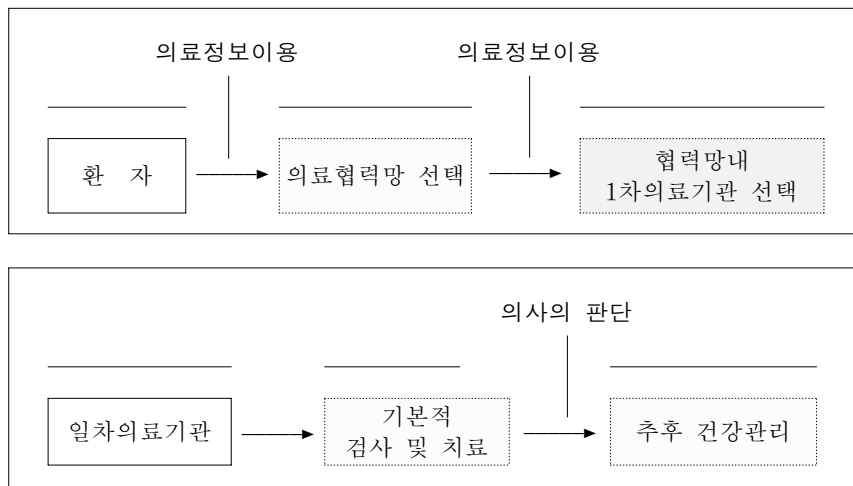 의료정보이용 의료정보이용
환 자 의료협력망 선택 협력망내
1차의료기관 선택
의사의 판단
일차의료기관 기본적
검사 및 치료 추후 건강관리